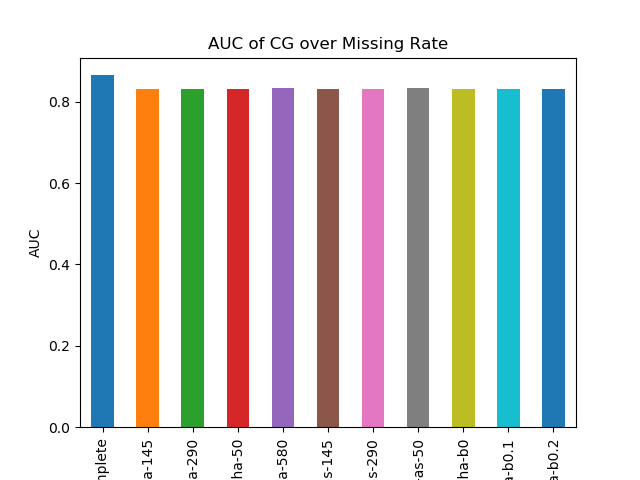 AUC of CG over Missing Rate
AUC
0.8
0.6
0.4
0.2
0.0
mplete
a-145
a-290
ha-50
a-580
s-145
s-290
-as-50
ha-b0
a-b0.1
a-b0.2